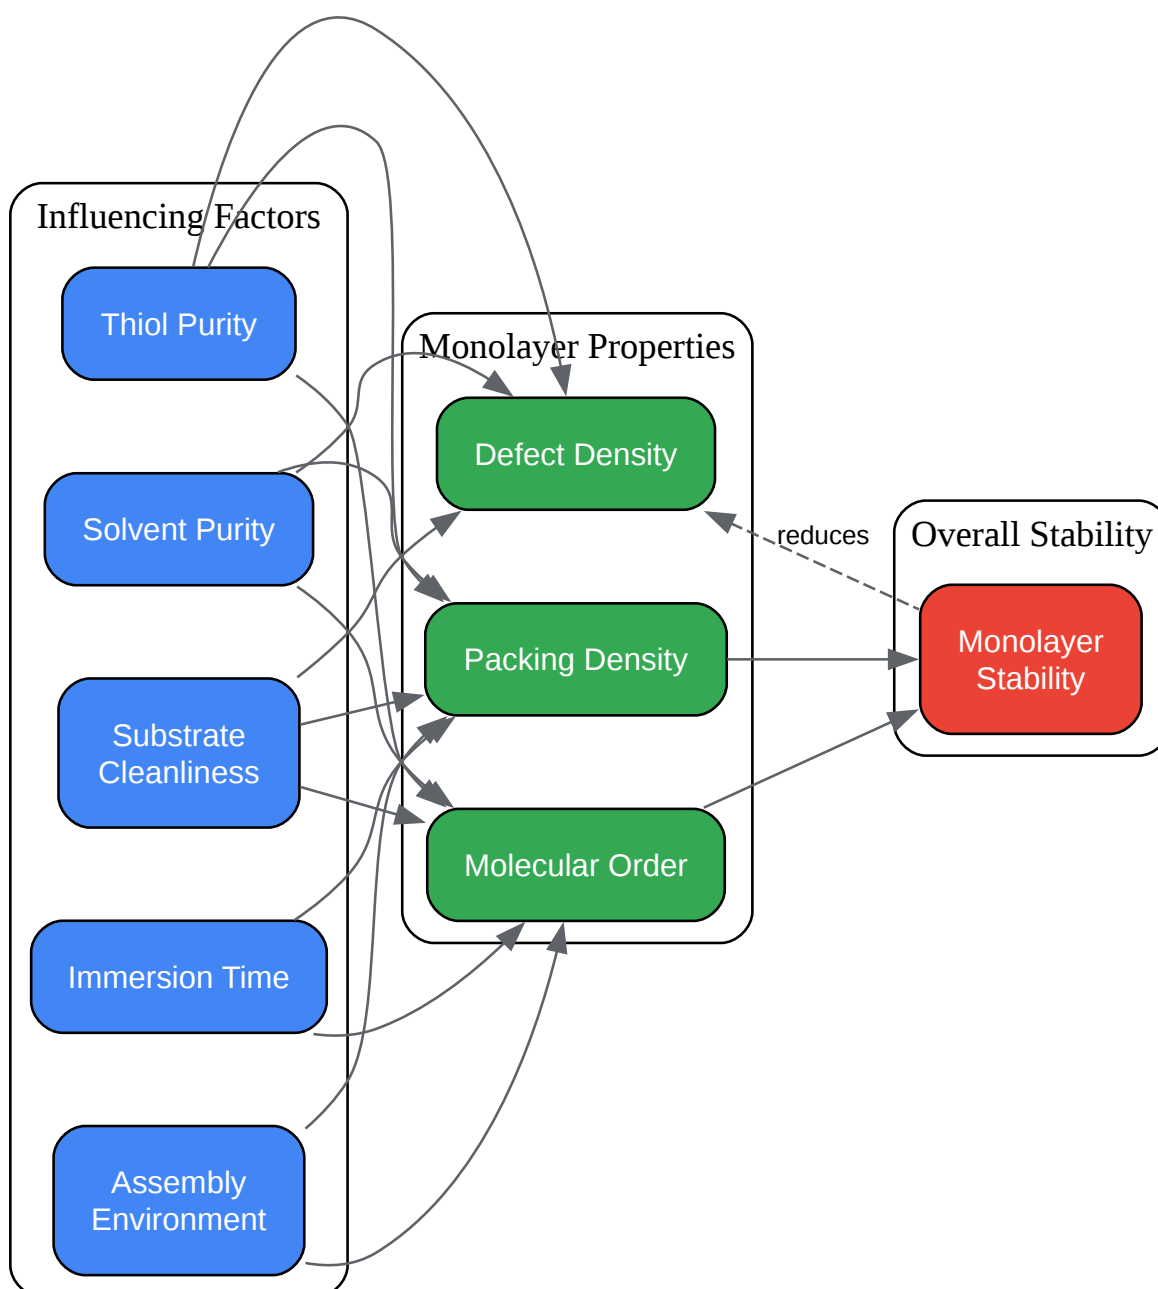 Influencing Factors
Thiol Purity
Solvent Purity
Substrate
Cleanliness
Immersion Time
Assembly
Environment
Monolayer Properties
Defect Density
Packing Density
Molecular Order
reduces
Overall Stability
Monolayer
Stability